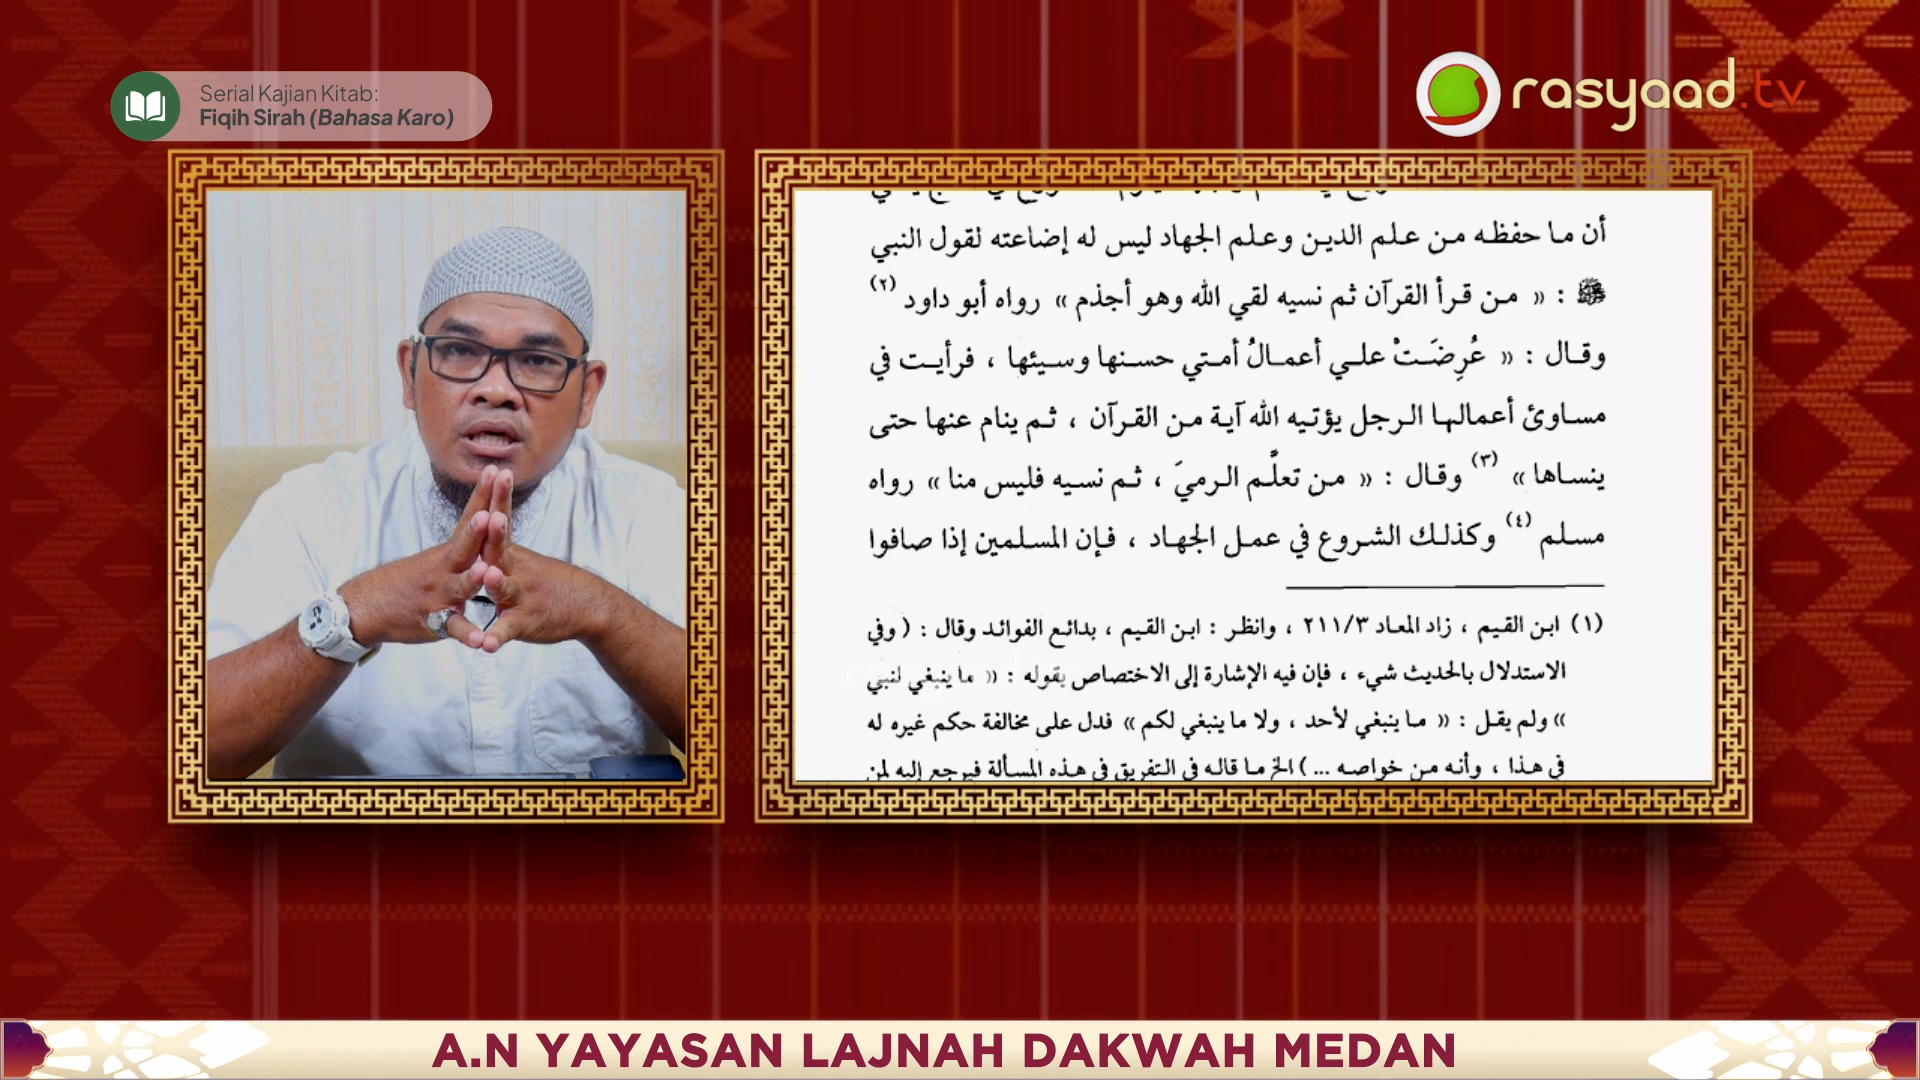 Serial Kajian Kitab:
Fiqih Sirah (Bahasa Karo)
rasyaad.tv
أن ما حفظه من علم الدين وعلم الجهاد ليس له إضاعته لقول النبي
ﷺ : « من قرأ القرآن ثم نسيه لقي الله وهو أجذم » رواه أبو داود (٢)
وقال : « عُرِضَتْ علي أعمالُ أمتي حسنها وسيئها ، فرأيت في
مساوئ أعمالها الرجل يؤتيه الله آية من القرآن ، ثم ينام عنها حتى
ينساها » (٣) وقال : « من تعلَّم الرميَ ، ثم نسيه فليس منا » رواه
مسلم (٤) وكذلك الشروع في عمل الجهاد ، فإن المسلمين إذا صافوا
(١) ابن القيم ، زاد المعاد ٢١١/٣ ، وانظر : ابن القيم ، بدائع الفوائد وقال : ( وفي
الاستدلال بالحديث شيء ، فإن فيه الإشارة إلى الاختصاص بقوله : « ما ينبغي لنبي
» ولم يقل : « ما ينبغي لأحد ، ولا ما ينبغي لكم » فدل على مخالفة حكم غيره له
في هذا ، وأنه من خواصه ... ) الخ ما قاله في التفريق في هذه المسألة فيرجع إليه لمن
A.N YAYASAN LAJNAH DAKWAH MEDAN